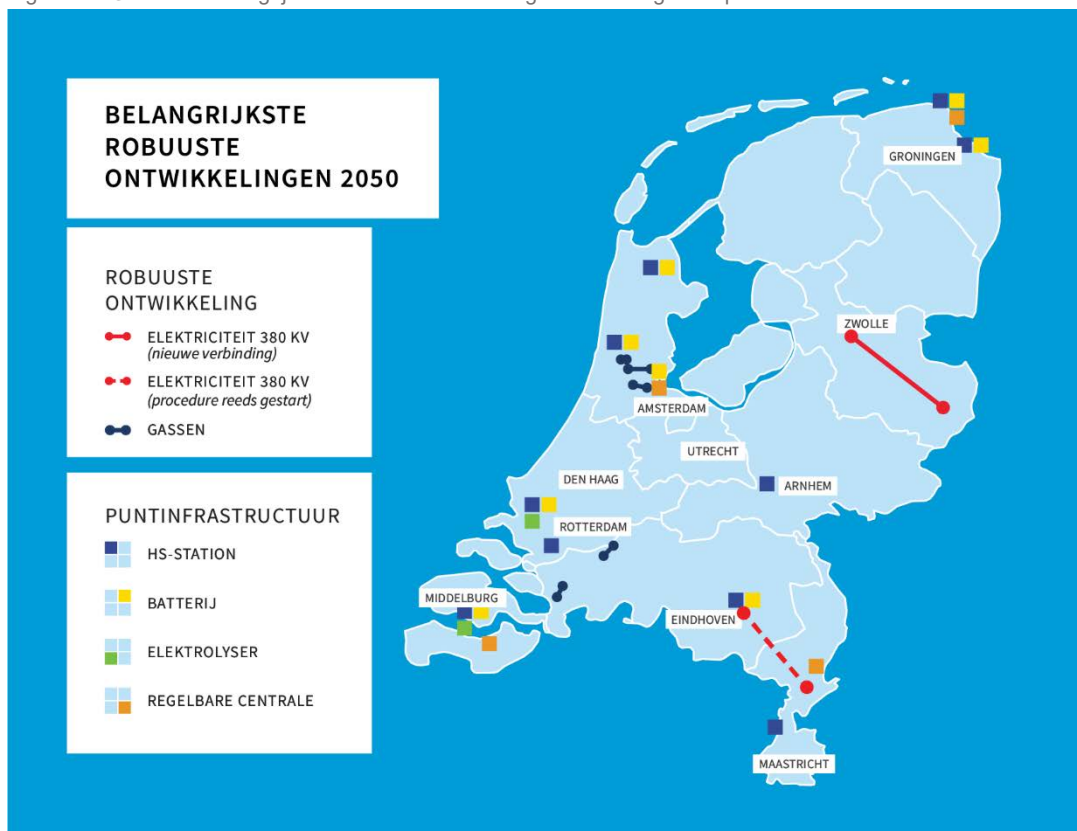 BELANGRIJKSTE
ROBUUSTE
ONTWIKKELINGEN 2050
ROBUUSTE
ONTWIKKELING
ELEKTRICITEIT 380 KV
(nieuwe verbinding)
ELEKTRICITEIT 380 KV
(procedure reeds gestart)
GASSEN
PUNTINFRASTRUCTUUR
HS-STATION
BATTERIJ
ELEKTROLYSER
REGELBARE CENTRALE
GRONINGEN
ZWOLLE
AMSTERDAM
UTRECHT
DEN HAAG
ARNHEM
ROTTERDAM
MIDDELBURG
EINDHOVEN
MAASTRICHT